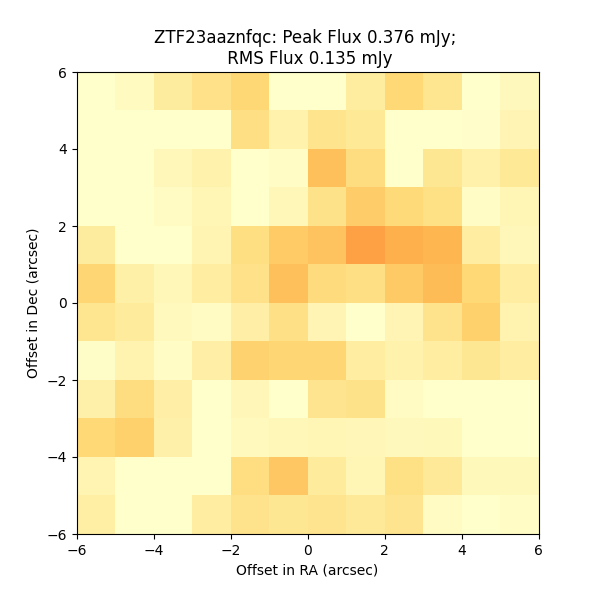 ZTF23aaznfqc: Peak Flux 0.376 mJy;
RMS Flux 0.135 mJy
6
4
2
0
−2
−4
−6
Offset in Dec (arcsec)
−6 −4 −2 0 2 4 6
Offset in RA (arcsec)